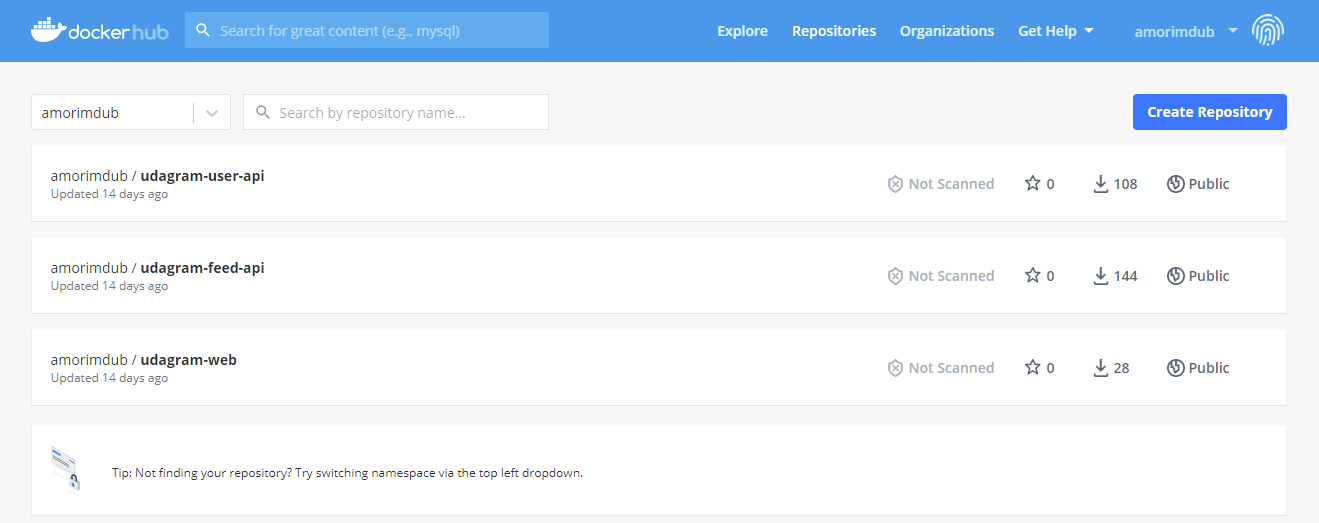 dockerhub Search for great content (e.g., mysql) Explore Repositories Organizations Get Help amorimdub
amorimdub Search by repository name... Create Repository
amorimdub / udagram-user-api Not Scanned 0 108 Public
Updated 14 days ago
amorimdub / udagram-feed-api Not Scanned 0 144 Public
Updated 14 days ago
amorimdub / udagram-web Not Scanned 0 28 Public
Updated 14 days ago
Tip: Not finding your repository? Try switching namespace via the top left dropdown.